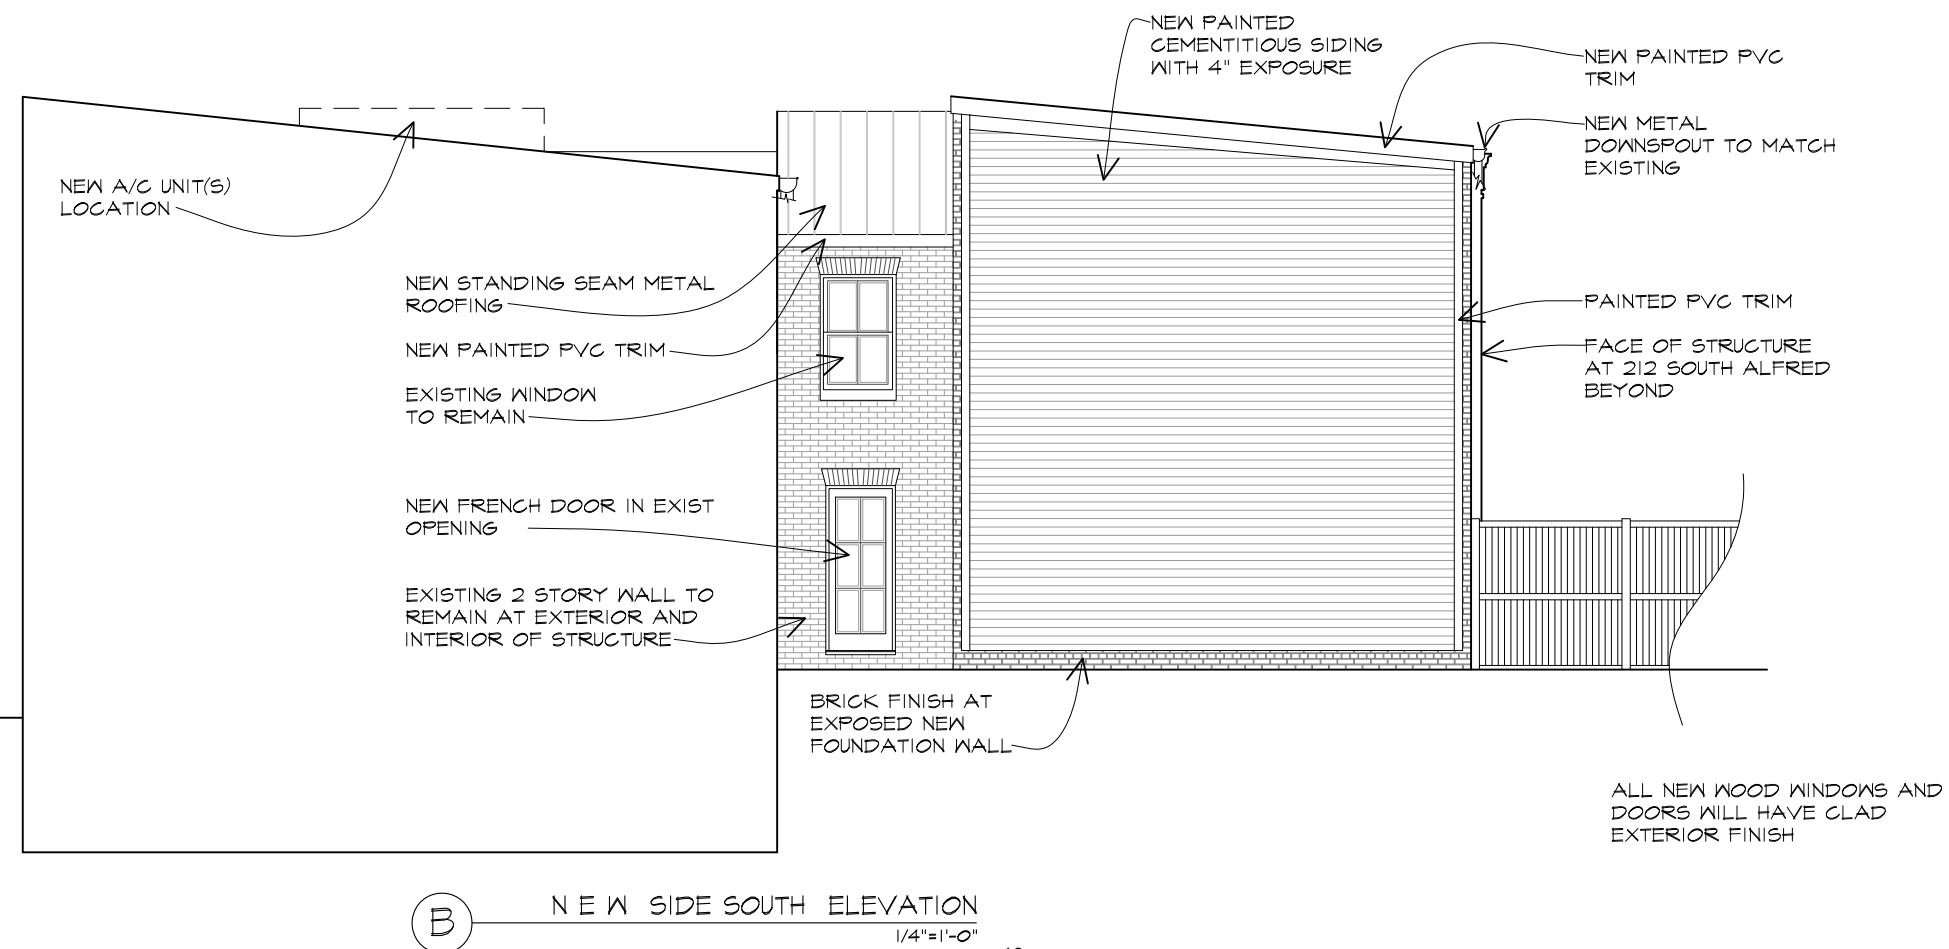 NEW PAINTED
CEMENTITIOUS SIDING
WITH 4" EXPOSURE
NEW PAINTED PVC
TRIM
NEW METAL
DOWNSPOUT TO MATCH
EXISTING
NEW A/C UNIT(S)
LOCATION
NEW STANDING SEAM METAL
ROOFING
NEW PAINTED PVC TRIM
EXISTING WINDOW
TO REMAIN
PAINTED PVC TRIM
FACE OF STRUCTURE
AT 212 SOUTH ALFRED
BEYOND
NEW FRENCH DOOR IN EXIST
OPENING
EXISTING 2 STORY WALL TO
REMAIN AT EXTERIOR AND
INTERIOR OF STRUCTURE
BRICK FINISH AT
EXPOSED NEW
FOUNDATION WALL
ALL NEW WOOD WINDOWS AND
DOORS WILL HAVE CLAD
EXTERIOR FINISH
B
NEW SIDE SOUTH ELEVATION
1/4"=1'-0"